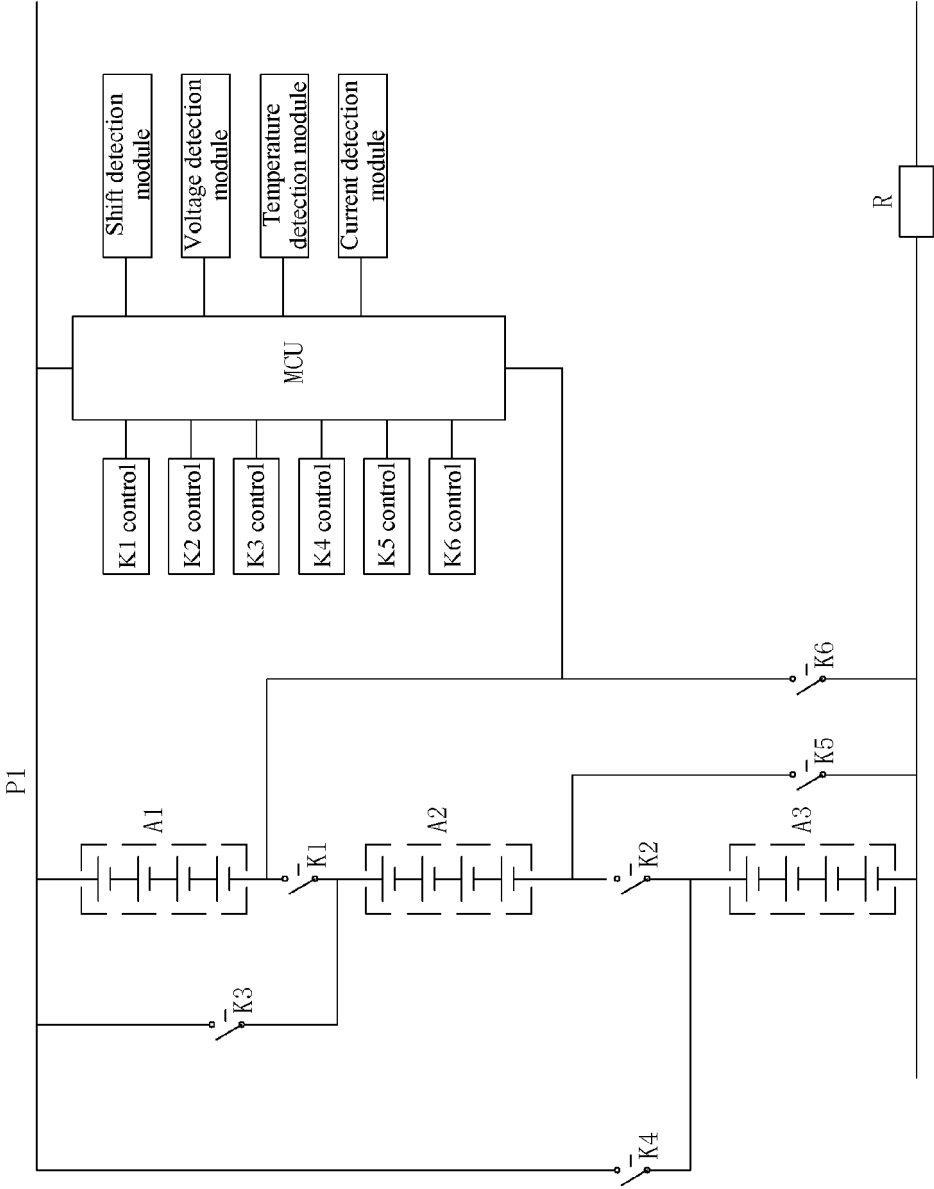 P1
Shift detection
module
Voltage detection
module
Temperature
detection module
Current detection
module
MCU
K1 control
K2 control
K3 control
K4 control
K5 control
K6 control
R
K6
K5
A1
K1
A2
K2
A3
K3
K4